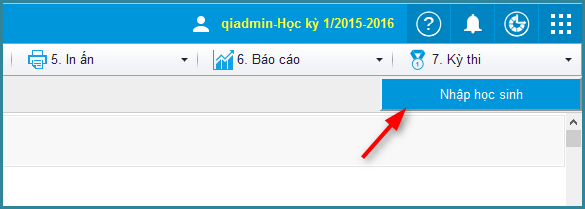 qiadmin-Học kỳ 1/2015-2016
5. In ấn 6. Báo cáo 7. Kỳ thi
Nhập học sinh